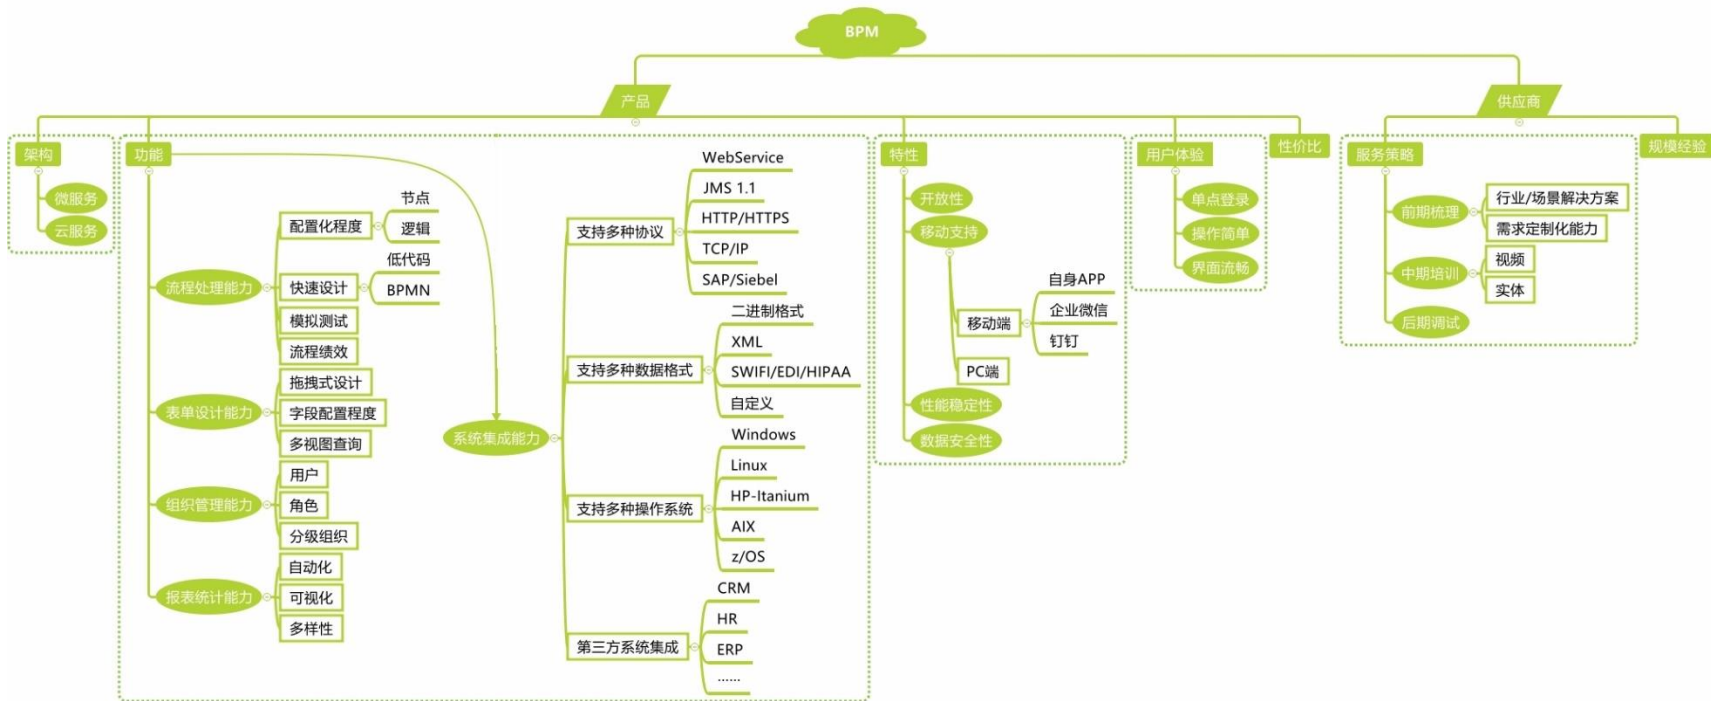 BPM
产品
供应商
架构
微服务
云服务
功能
流程处理能力
配置化程度
节点
逻辑
快速设计
低代码
BPMN
模拟测试
流程绩效
表单设计能力
拖拽式设计
字段配置程度
多视图查询
组织管理能力
用户
角色
分级组织
报表统计能力
自动化
可视化
多样性
系统集成能力
支持多种协议
WebService
JMS 1.1
HTTP/HTTPS
TCP/IP
SAP/Siebel
支持多种数据格式
二进制格式
XML
SWIFI/EDI/HIPAA
自定义
支持多种操作系统
Windows
Linux
HP-Itanium
AIX
z/OS
第三方系统集成
CRM
HR
ERP
……
特性
开放性
移动支持
移动端
自身APP
企业微信
钉钉
PC端
性能稳定性
数据安全性
用户体验
单点登录
操作简单
界面流畅
性价比
服务策略
前期梳理
行业/场景解决方案
需求定制化能力
中期培训
视频
实体
后期调试
规模经验